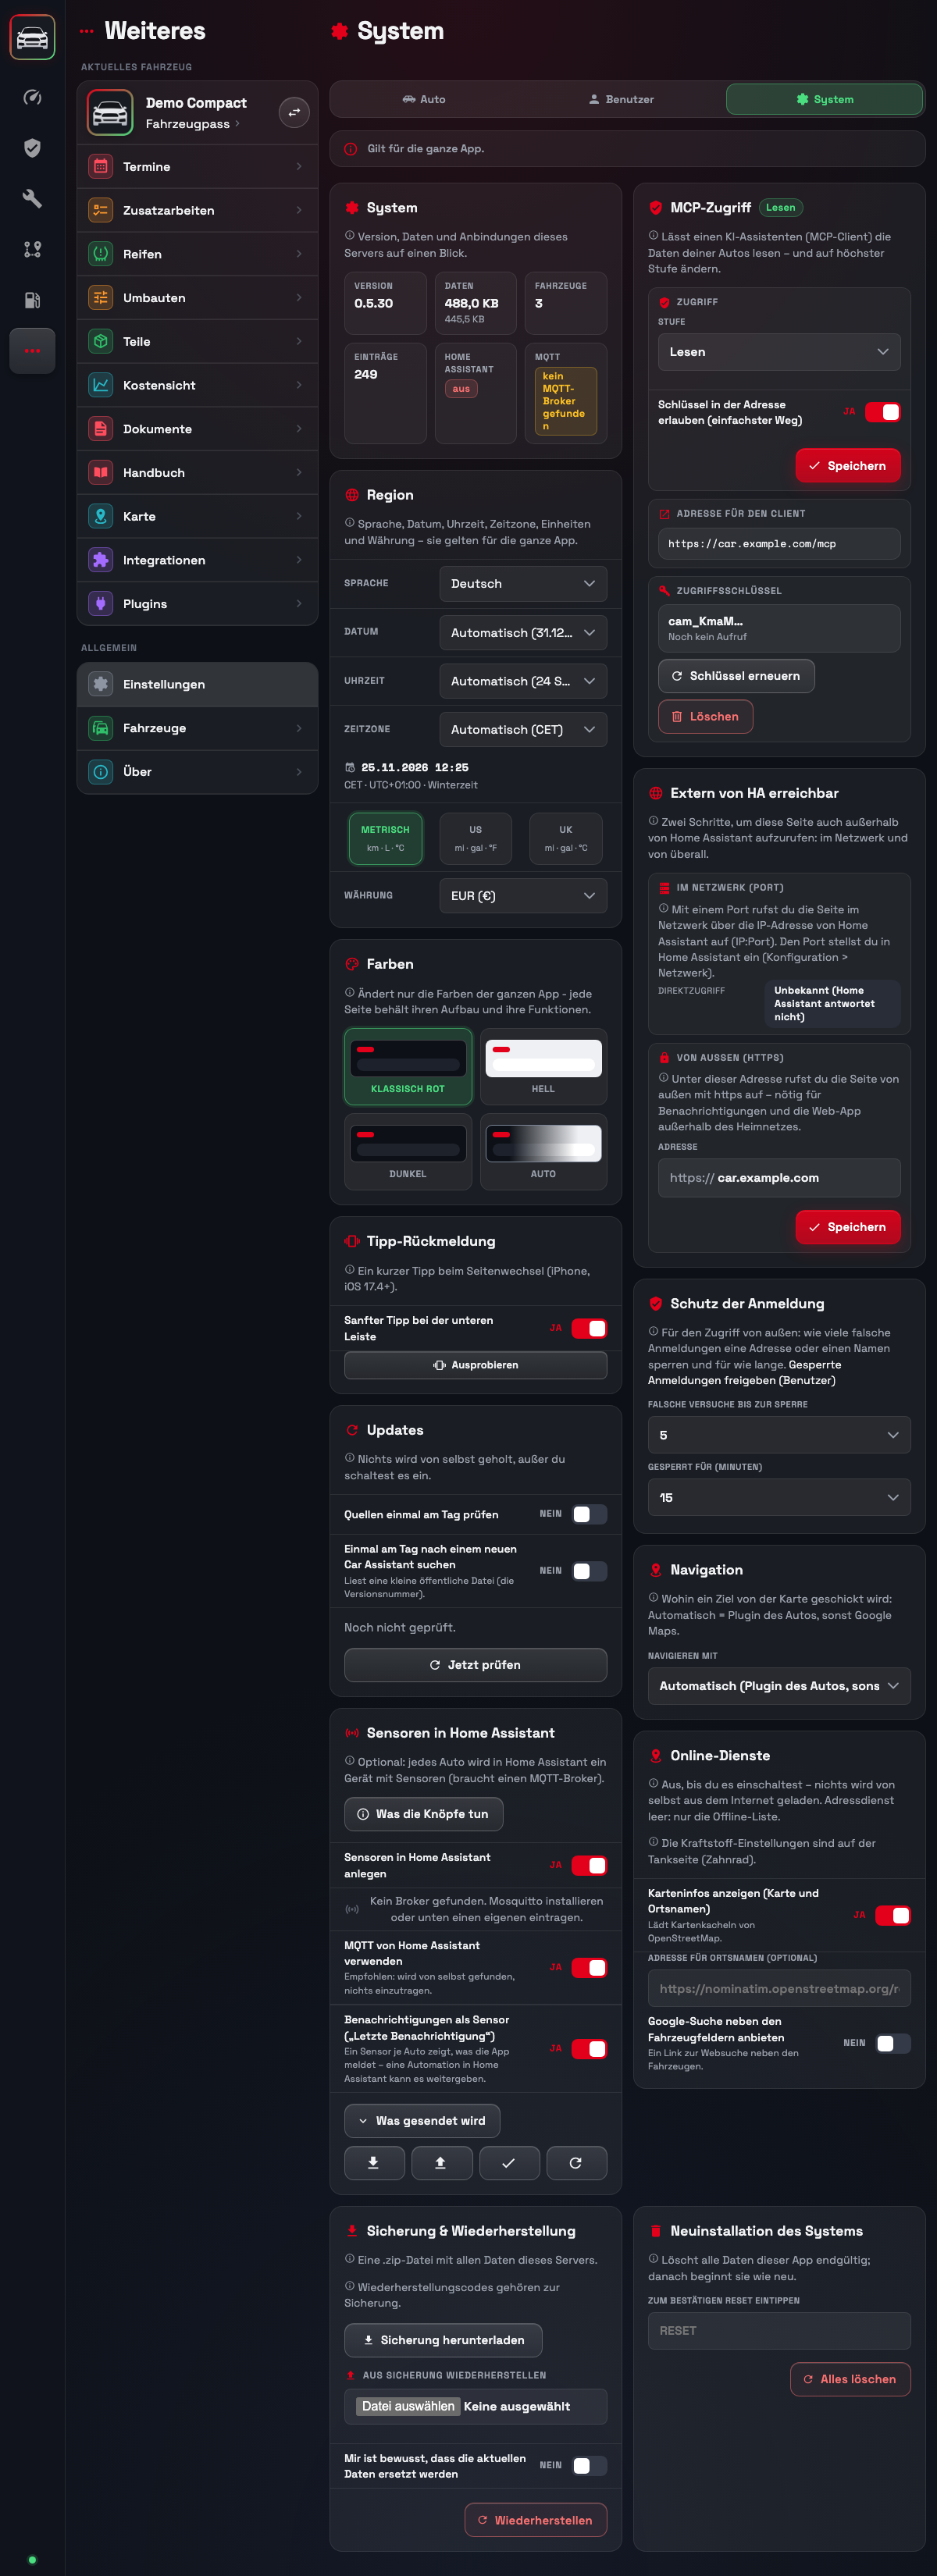 Weiteres
AKTUELLES FAHRZEUG
Demo Compact
Fahrzeugpass
Termine
Zusatzarbeiten
Reifen
Umbauten
Teile
Kostensicht
Dokumente
Handbuch
Karte
Integrationen
Plugins
ALLGEMEIN
Einstellungen
Fahrzeuge
Über
System
Auto
Benutzer
System
Gilt für die ganze App.
System
Version, Daten und Anbindungen dieses
Servers auf einen Blick.
VERSION
0.5.30
DATEN
488,0 KB
445,5 KB
FAHRZEUGE
3
EINTRÄGE
249
HOME
ASSISTANT
aus
MQTT
kein
MQTT-
Broker
gefunde
n
Region
Sprache, Datum, Uhrzeit, Zeitzone, Einheiten
und Währung – sie gelten für die ganze App.
SPRACHE
Deutsch
DATUM
Automatisch (31.12...
UHRZEIT
Automatisch (24 S...
ZEITZONE
Automatisch (CET)
25.11.2026 12:25
CET · UTC+01:00 · Winterzeit
METRISCH
km · L · °C
US
mi · gal · °F
UK
mi · gal · °C
WÄHRUNG
EUR (€)
Farben
Ändert nur die Farben der ganzen App - jede
Seite behält ihren Aufbau und ihre Funktionen.
KLASSISCH ROT
HELL
DUNKEL
AUTO
Tipp-Rückmeldung
Ein kurzer Tipp beim Seitenwechsel (iPhone,
iOS 17.4+).
Sanfter Tipp bei der unteren
Leiste
JA
Ausprobieren
Updates
Nichts wird von selbst geholt, außer du
schaltest es ein.
Quellen einmal am Tag prüfen
NEIN
Einmal am Tag nach einem neuen
Car Assistant suchen
Liest eine kleine öffentliche Datei (die
Versionsnummer).
NEIN
Noch nicht geprüft.
Jetzt prüfen
Sensoren in Home Assistant
Optional: jedes Auto wird in Home Assistant ein
Gerät mit Sensoren (braucht einen MQTT-Broker).
Was die Knöpfe tun
Sensoren in Home Assistant
anlegen
JA
Kein Broker gefunden. Mosquitto installieren
oder unten einen eigenen eintragen.
MQTT von Home Assistant
verwenden
Empfohlen: wird von selbst gefunden,
nichts einzutragen.
JA
Benachrichtigungen als Sensor
(„Letzte Benachrichtigung“)
Ein Sensor je Auto zeigt, was die App
meldet – eine Automation in Home
Assistant kann es weitergeben.
JA
Was gesendet wird
Sicherung & Wiederherstellung
Eine .zip-Datei mit allen Daten dieses Servers.
Wiederherstellungscodes gehören zur
Sicherung.
Sicherung herunterladen
AUS SICHERUNG WIEDERHERSTELLEN
Datei auswählen Keine ausgewählt
Mir ist bewusst, dass die aktuellen
Daten ersetzt werden
NEIN
Wiederherstellen
MCP-Zugriff
Lesen
Lässt einen KI-Assistenten (MCP-Client) die
Daten deiner Autos lesen – und auf höchster
Stufe ändern.
ZUGRIFF
STUFE
Lesen
Schlüssel in der Adresse
erlauben (einfachster Weg)
JA
Speichern
ADRESSE FÜR DEN CLIENT
https://car.example.com/mcp
ZUGRIFFSSCHLÜSSEL
cam_KmaM…
Noch kein Aufruf
Schlüssel erneuern
Löschen
Extern von HA erreichbar
Zwei Schritte, um diese Seite auch außerhalb
von Home Assistant aufzurufen: im Netzwerk und
von überall.
IM NETZWERK (PORT)
Mit einem Port rufst du die Seite im
Netzwerk über die IP-Adresse von Home
Assistant auf (IP:Port). Den Port stellst du in
Home Assistant ein (Konfiguration >
Netzwerk).
DIREKTZUGRIFF
Unbekannt (Home
Assistant antwortet
nicht)
VON AUSSEN (HTTPS)
Unter dieser Adresse rufst du die Seite von
außen mit https auf – nötig für
Benachrichtigungen und die Web-App
außerhalb des Heimnetzes.
ADRESSE
https:// car.example.com
Speichern
Schutz der Anmeldung
Für den Zugriff von außen: wie viele falsche
Anmeldungen eine Adresse oder einen Namen
sperren und für wie lange. Gesperrte
Anmeldungen freigeben (Benutzer)
FALSCHE VERSUCHE BIS ZUR SPERRE
5
GESPERRT FÜR (MINUTEN)
15
Navigation
Wohin ein Ziel von der Karte geschickt wird:
Automatisch = Plugin des Autos, sonst Google
Maps.
NAVIGIEREN MIT
Automatisch (Plugin des Autos, sons
Online-Dienste
Aus, bis du es einschaltest – nichts wird von
selbst aus dem Internet geladen. Adressdienst
leer: nur die Offline-Liste.
Die Kraftstoff-Einstellungen sind auf der
Tankseite (Zahnrad).
Karteninfos anzeigen (Karte und
Ortsnamen)
Lädt Kartenkacheln von
OpenStreetMap.
JA
ADRESSE FÜR ORTSNAMEN (OPTIONAL)
https://nominatim.openstreetmap.org/r
Google-Suche neben den
Fahrzeugfeldern anbieten
Ein Link zur Websuche neben den
Fahrzeugen.
NEIN
Neuinstallation des Systems
Löscht alle Daten dieser App endgültig;
danach beginnt sie wie neu.
ZUM BESTÄTIGEN RESET EINTIPPEN
RESET
Alles löschen